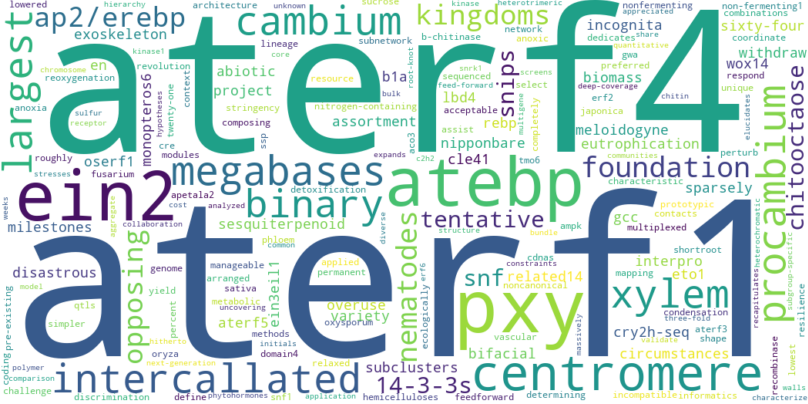 aterf4
aterf1
largest
ap2/erebp
cambium
kingdoms
exoskeleton
ein2
megabases
binary
atebp
foundation
procambium
chitooctaose
pxy
xylem
centromere
intercallated
14-3-3s
nematodes
opposing
tentative
snf
snips
lowered
hierarchy
architecture
unknown
sucrose
kinase
heterotrimeric
nonfermenting
appreciated
non-fermenting1
combinations
sixty-four
incognita
withdraw
dedicates
share
quantitative
network
b-chitinase
subnetwork
anoxic
gwa
biomass
wox14
preferred
eutrophication
respond
screens
select
feed-forward
deep-coverage
chitin
erf2
japonica
unique
elucidates
perturb
multigene
meloidogyne
completely
c2h2
communities
en
lineage
core
revolution
abiotic
project
resource
b1a
root-knot
sequenced
snrk1
lbd4
rebp
coordinate
acceptable
assist
nipponbare
chromosome
kinase1
reoxygenation
contexts
stringency
nitrogen-containing
assortment
bulk
anoxia
sulfur
receptor
hypotheses
monopteros6
twenty-one
composing
ssp
cre
modules
aco3
roughly
oserf1
cle41
tmo6
expands
stresses
fusarium
apetala2
detoxification
diverse
characteristic
sparsely
weeks
cost
analyzed
sesquiterpenoid
milestones
collaboration
aggregate
phloem
common
ampk
gcc
prototypic
contacts
multiplexed
heterochromatic
subgroup-specific
structure
bundle
cdnas
shortroot
interpro
eto1
mapping
disastrous
genome
manageable
applied
arranged
permanent
ein3eil1
related14
constraints
noncanonical
condensation
three-fold
recapitulates
resilience
model
qtls
yield
metabolic
sativa
overuse
variety
erf6
ecologically
vascular
massively
cry2h-seq
aterf3
shape
pre-existing
simpler
percent
uncovering
aterf5
methods
oxysporum
bifacial
circumstances
validate
lowest
recombinase
coding
informatics
hitherto
oryza
initials
domain4
relaxed
subclusters
polymer
comparison
next-generation
challenge
discrimination
define
phytohormones
snf1
application
hemicelluloses
feedforward
determining
incompatible
walls
characterize